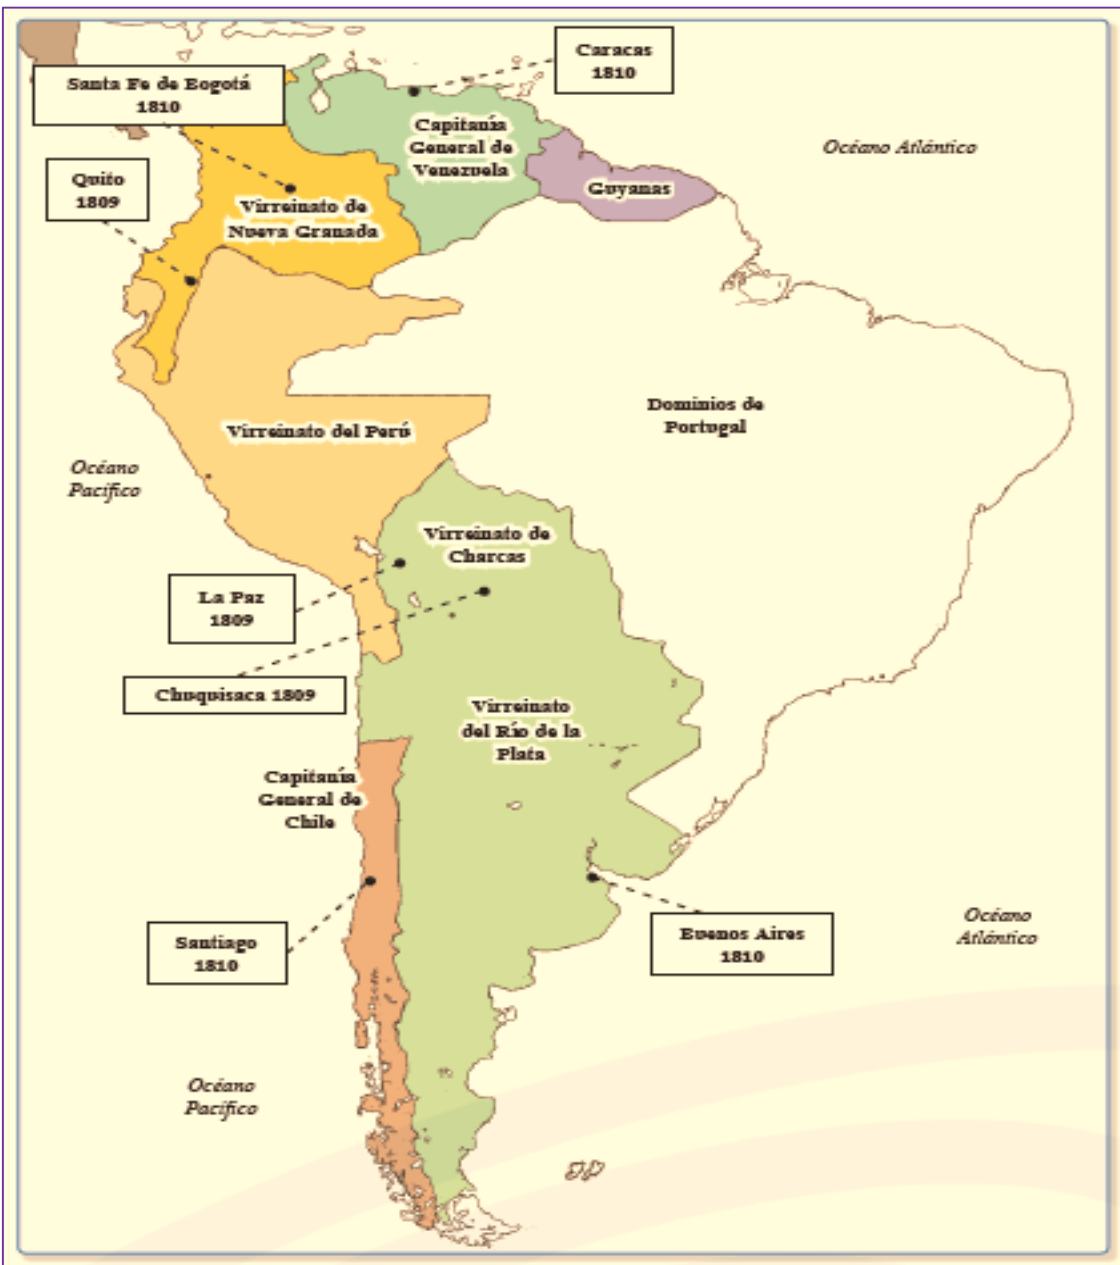 Caracas
1810
Santa Fe de Bogotá
1810
Capitanía
General de
Venezuela
Océano Atlántico
Quito
1809
Guyanas
Virreinato de
Nueva Granada
Dominios de
Portugal
Virreinato del Perú
Océano
Pacífico
Virreinato de
Charcas
La Paz
1809
Chuquisaca 1809
Virreinato
del Río de la
Plata
Capitanía
General de
Chile
Santiago
1810
Buenos Aires
1810
Océano
Atlántico
Océano
Pacífico